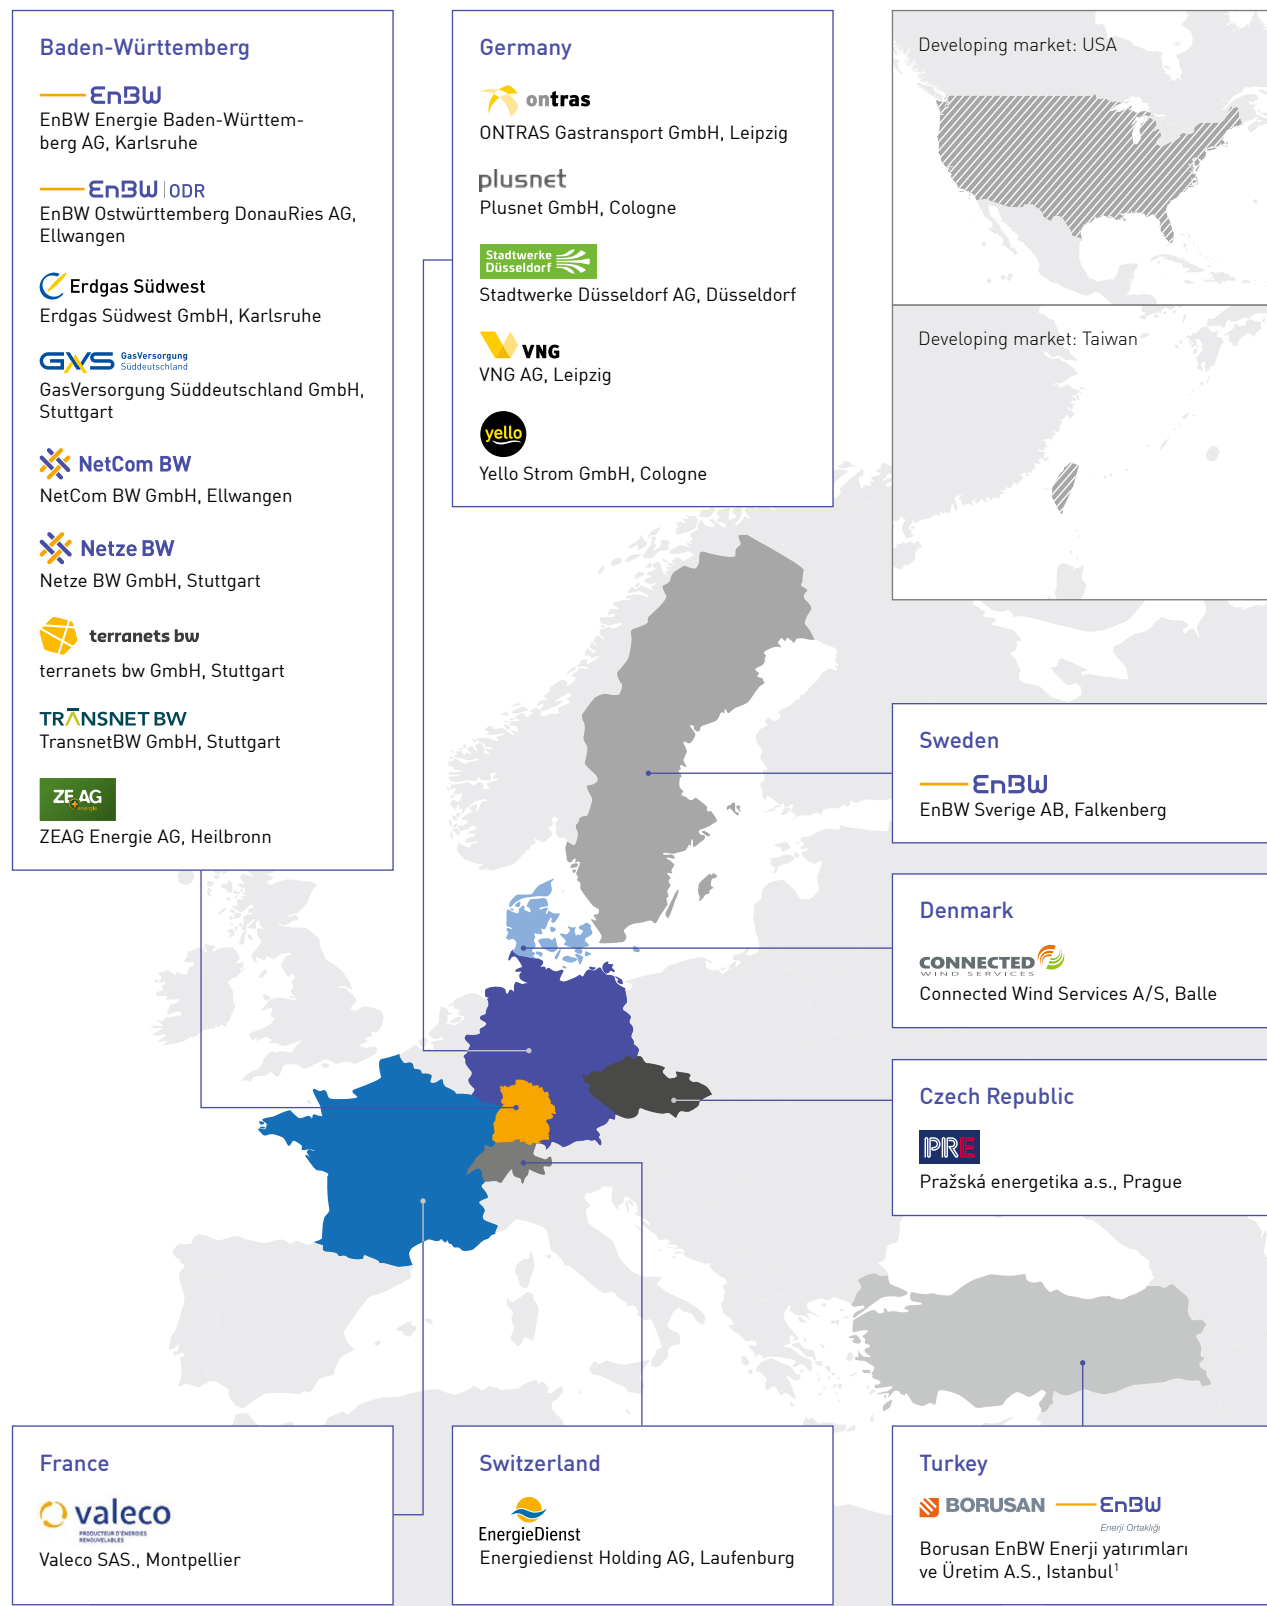 Baden-Württemberg
EnBW
EnBW Energie Baden-Württem-
berg AG, Karlsruhe
EnBW | ODR
EnBW Ostwürttemberg DonauRies AG,
Ellwangen
Erdgas Südwest
Erdgas Südwest GmbH, Karlsruhe
GVS GasVersorgung
Süddeutschland
GasVersorgung Süddeutschland GmbH,
Stuttgart
NetCom BW
NetCom BW GmbH, Ellwangen
Netze BW
Netze BW GmbH, Stuttgart
terranets bw
terranets bw GmbH, Stuttgart
TRANSNET BW
TransnetBW GmbH, Stuttgart
ZEAG
energie
ZEAG Energie AG, Heilbronn
Germany
ontras
ONTRAS Gastransport GmbH, Leipzig
plusnet
Plusnet GmbH, Cologne
Stadtwerke
Düsseldorf
Stadtwerke Düsseldorf AG, Düsseldorf
VNG
VNG AG, Leipzig
yello
Yello Strom GmbH, Cologne
Developing market: USA
Developing market: Taiwan
Sweden
EnBW
EnBW Sverige AB, Falkenberg
Denmark
CONNECTED
WIND SERVICES
Connected Wind Services A/S, Balle
Czech Republic
PRE
Pražská energetika a.s., Prague
France
valeco
PRODUCTEUR D'ÉNERGIES
RENOUVELABLES
Valeco SAS., Montpellier
Switzerland
EnergieDienst
Energiedienst Holding AG, Laufenburg
Turkey
BORUSAN EnBW
Enerji Ortaklığı
Borusan EnBW Enerji yatırımları
ve Üretim A.S., Istanbul¹